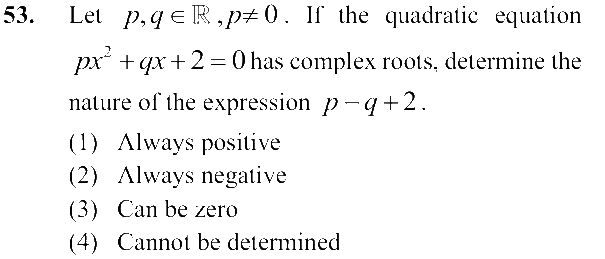 53. Let p, q ∈ ℝ, p ≠ 0. If the quadratic equation
px² + qx + 2 = 0 has complex roots, determine the
nature of the expression p − q + 2.
(1) Always positive
(2) Always negative
(3) Can be zero
(4) Cannot be determined